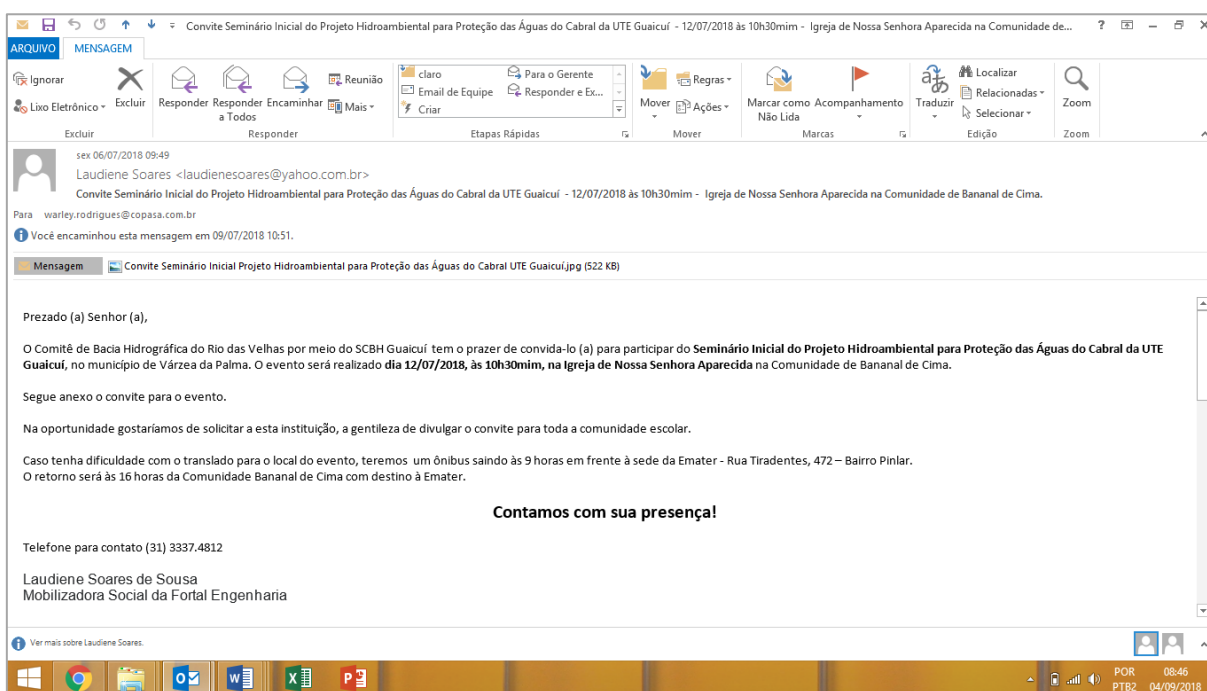 Convite Seminário Inicial do Projeto Hidroambiental para Proteção das Águas do Cabral da UTE Guaicuí - 12/07/2018 às 10h30mim - Igreja de Nossa Senhora Aparecida na Comunidade de...
ARQUIVO MENSAGEM
Ignorar
Lixo Eletrônico
Excluir
Responder
Responder a Todos
Encaminhar
Reunião
Mais
claro
Email de Equipe
Criar
Para o Gerente
Responder e Ex...
Mover
Regras
Ações
Marcar como Não Lida
Acompanhamento
Traduzir
Localizar
Relacionadas
Selecionar
Zoom
Excluir Responder Etapas Rápidas Mover Marcas Edição Zoom
sex 06/07/2018 09:49
Laudiene Soares <laudienesoares@yahoo.com.br>
Convite Seminário Inicial do Projeto Hidroambiental para Proteção das Águas do Cabral da UTE Guaicuí - 12/07/2018 às 10h30mim - Igreja de Nossa Senhora Aparecida na Comunidade de Bananal de Cima.
Para warley.rodrigues@copasa.com.br
Você encaminhou esta mensagem em 09/07/2018 10:51.
Mensagem Convite Seminário Inicial Projeto Hidroambiental para Proteção das Águas do Cabral UTE Guaicuí.jpg (522 KB)
Prezado (a) Senhor (a),
O Comitê de Bacia Hidrográfica do Rio das Velhas por meio do SCBH Guaicuí tem o prazer de convida-lo (a) para participar do Seminário Inicial do Projeto Hidroambiental para Proteção das Águas do Cabral da UTE
Guaicuí, no município de Várzea da Palma. O evento será realizado dia 12/07/2018, às 10h30mim, na Igreja de Nossa Senhora Aparecida na Comunidade de Bananal de Cima.
Segue anexo o convite para o evento.
Na oportunidade gostaríamos de solicitar a esta instituição, a gentileza de divulgar o convite para toda a comunidade escolar.
Caso tenha dificuldade com o translado para o local do evento, teremos um ônibus saindo às 9 horas em frente à sede da Emater - Rua Tiradentes, 472 – Bairro Pinlar.
O retorno será às 16 horas da Comunidade Bananal de Cima com destino à Emater.
Contamos com sua presença!
Telefone para contato (31) 3337.4812
Laudiene Soares de Sousa
Mobilizadora Social da Fortal Engenharia
Ver mais sobre Laudiene Soares.
POR 08:46
PTB2 04/09/2018